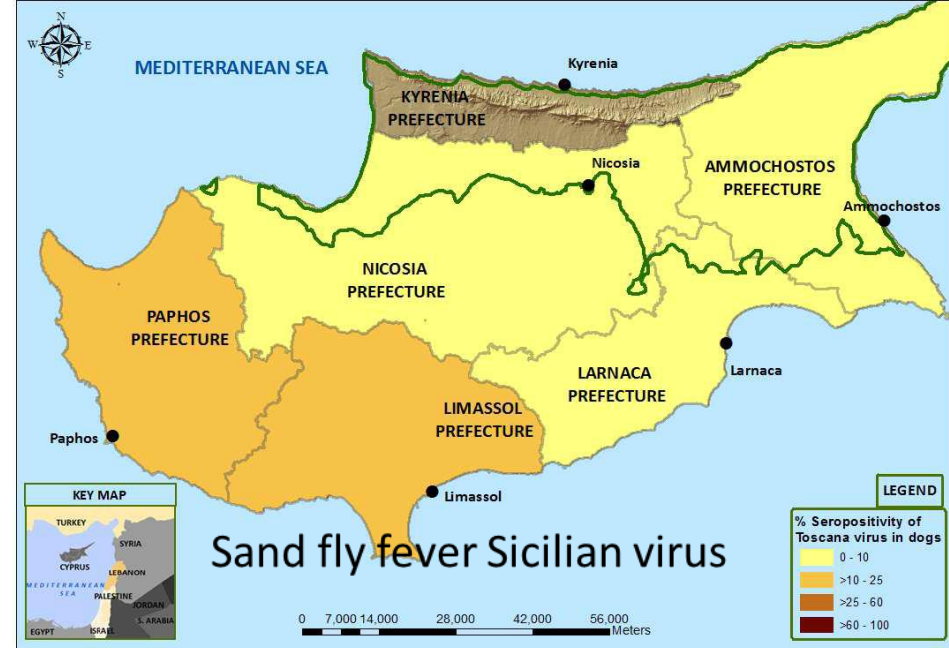 N
W
E
S
MEDITERRANEAN SEA
Kyrenia
KYRENIA
PREFECTURE
Nicosia
AMMOCHOSTOS
PREFECTURE
Ammochostos
NICOSIA
PREFECTURE
PAPHOS
PREFECTURE
LARNACA
PREFECTURE
Larnaca
LIMASSOL
PREFECTURE
Paphos
Limassol
KEY MAP
TURKEY
SYRIA
CYPRUS
LEBANON
MEDITERRANEAN
SEA
PALESTINE
JORDAN
S. ARABIA
EGYPT
ISRAEL
Sand fly fever Sicilian virus
0 7,000 14,000 28,000 42,000 56,000
Meters
LEGEND
% Seropositivity of
Toscana virus in dogs
0 - 10
>10 - 25
>25 - 60
>60 - 100